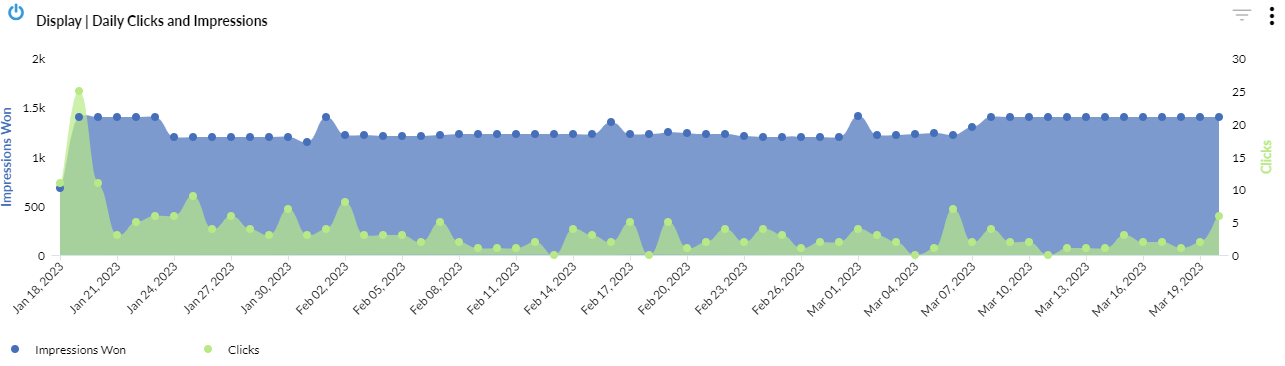 Display | Daily Clicks and Impressions
2k
1.5k
1k
500
0
Impressions Won
30
25
20
15
10
5
0
Clicks
Jan 18, 2023
Jan 21, 2023
Jan 24, 2023
Jan 27, 2023
Jan 30, 2023
Feb 02, 2023
Feb 05, 2023
Feb 08, 2023
Feb 11, 2023
Feb 14, 2023
Feb 17, 2023
Feb 20, 2023
Feb 23, 2023
Feb 26, 2023
Mar 01, 2023
Mar 04, 2023
Mar 07, 2023
Mar 10, 2023
Mar 13, 2023
Mar 16, 2023
Mar 19, 2023
Impressions Won
Clicks